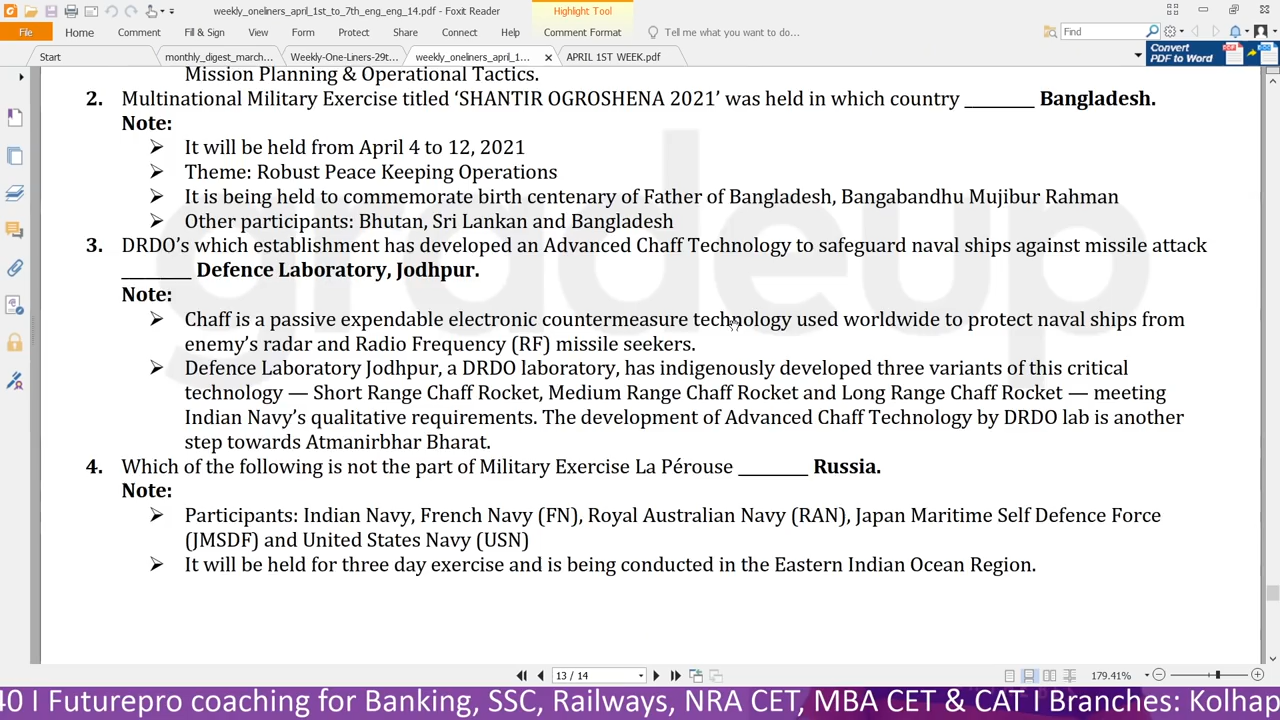 weekly_oneliners_april_1st_to_7th_eng_eng_14.pdf - Foxit Reader
Highlight Tool
File Home Comment Fill & Sign View Form Protect Share Connect Help Comment Format Tell me what you want to do... Find
Start monthly_digest_march... Weekly-One-Liners-29t... weekly_oneliners_april_1... APRIL 1ST WEEK.pdf
Convert
PDF to Word
Mission Planning & Operational Tactics.
2. Multinational Military Exercise titled ‘SHANTIR OGROSHENA 2021’ was held in which country ________ Bangladesh.
Note:
➢ It will be held from April 4 to 12, 2021
➢ Theme: Robust Peace Keeping Operations
➢ It is being held to commemorate birth centenary of Father of Bangladesh, Bangabandhu Mujibur Rahman
➢ Other participants: Bhutan, Sri Lankan and Bangladesh
3. DRDO’s which establishment has developed an Advanced Chaff Technology to safeguard naval ships against missile attack
________ Defence Laboratory, Jodhpur.
Note:
➢ Chaff is a passive expendable electronic countermeasure technology used worldwide to protect naval ships from
enemy’s radar and Radio Frequency (RF) missile seekers.
➢ Defence Laboratory Jodhpur, a DRDO laboratory, has indigenously developed three variants of this critical
technology — Short Range Chaff Rocket, Medium Range Chaff Rocket and Long Range Chaff Rocket — meeting
Indian Navy’s qualitative requirements. The development of Advanced Chaff Technology by DRDO lab is another
step towards Atmanirbhar Bharat.
4. Which of the following is not the part of Military Exercise La Pérouse ________ Russia.
Note:
➢ Participants: Indian Navy, French Navy (FN), Royal Australian Navy (RAN), Japan Maritime Self Defence Force
(JMSDF) and United States Navy (USN)
➢ It will be held for three day exercise and is being conducted in the Eastern Indian Ocean Region.
gradeup
13 / 14 179.41%
40 I Futurepro coaching for Banking, SSC, Railways, NRA CET, MBA CET & CAT I Branches: Kolhap